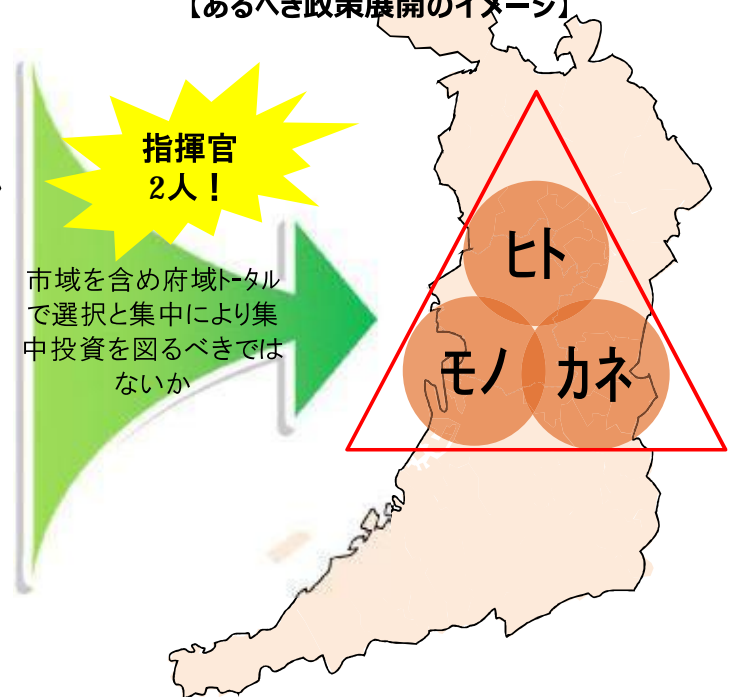 【あるべき政策展開のイメージ】
指揮官
2人！
市域を含め府域トータル
で選択と集中により集
中投資を図るべきでは
ないか
ヒト
モノ
カネ